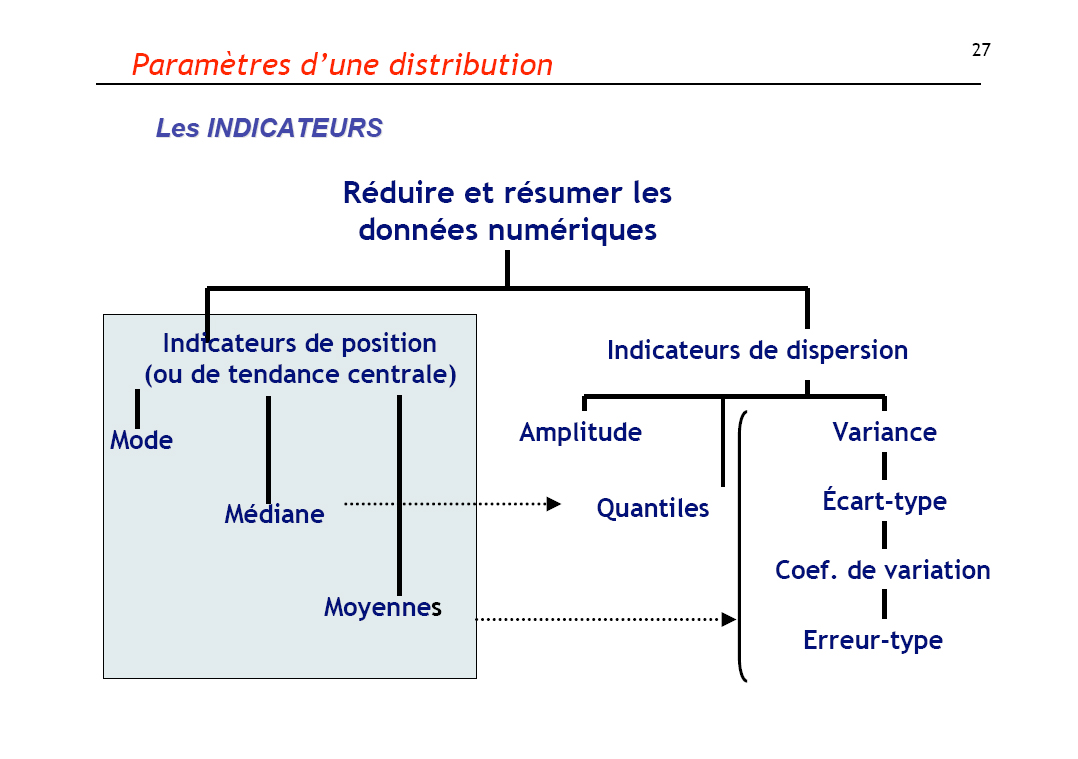 27
Paramètres d’une distribution
Les INDICATEURS
Réduire et résumer les
données numériques
Indicateurs de position
(ou de tendance centrale)
Indicateurs de dispersion
Mode
Amplitude
Variance
Médiane
Quantiles
Écart-type
Coef. de variation
Moyennes
Erreur-type